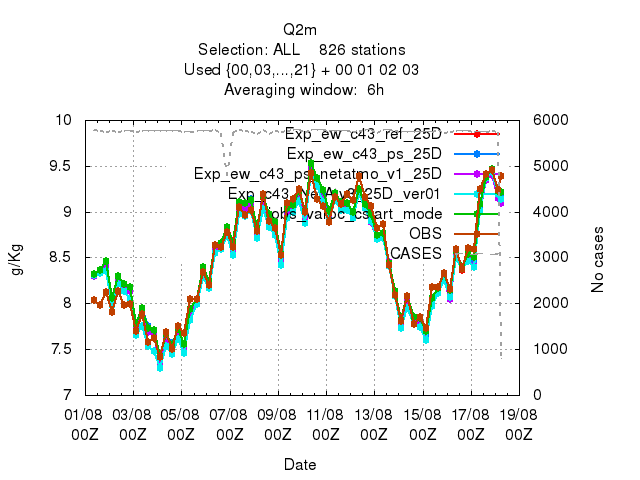 Q2m
Selection: ALL 826 stations
Used {00,03,...,21} + 00 01 02 03
Averaging window: 6h
10
9.5
9
8.5
8
7.5
7
g/Kg
6000
5000
4000
3000
2000
1000
0
No cases
Exp_ew_c43_ref_25D
Exp_ew_c43_ps_25D
Exp_ew_c43_ps_netatmo_v1_25D
OBS
CASES
01/08 03/08 05/08 07/08 09/08 11/08 13/08 15/08 17/08 19/08
00Z 00Z 00Z 00Z 00Z 00Z 00Z 00Z 00Z 00Z
Date